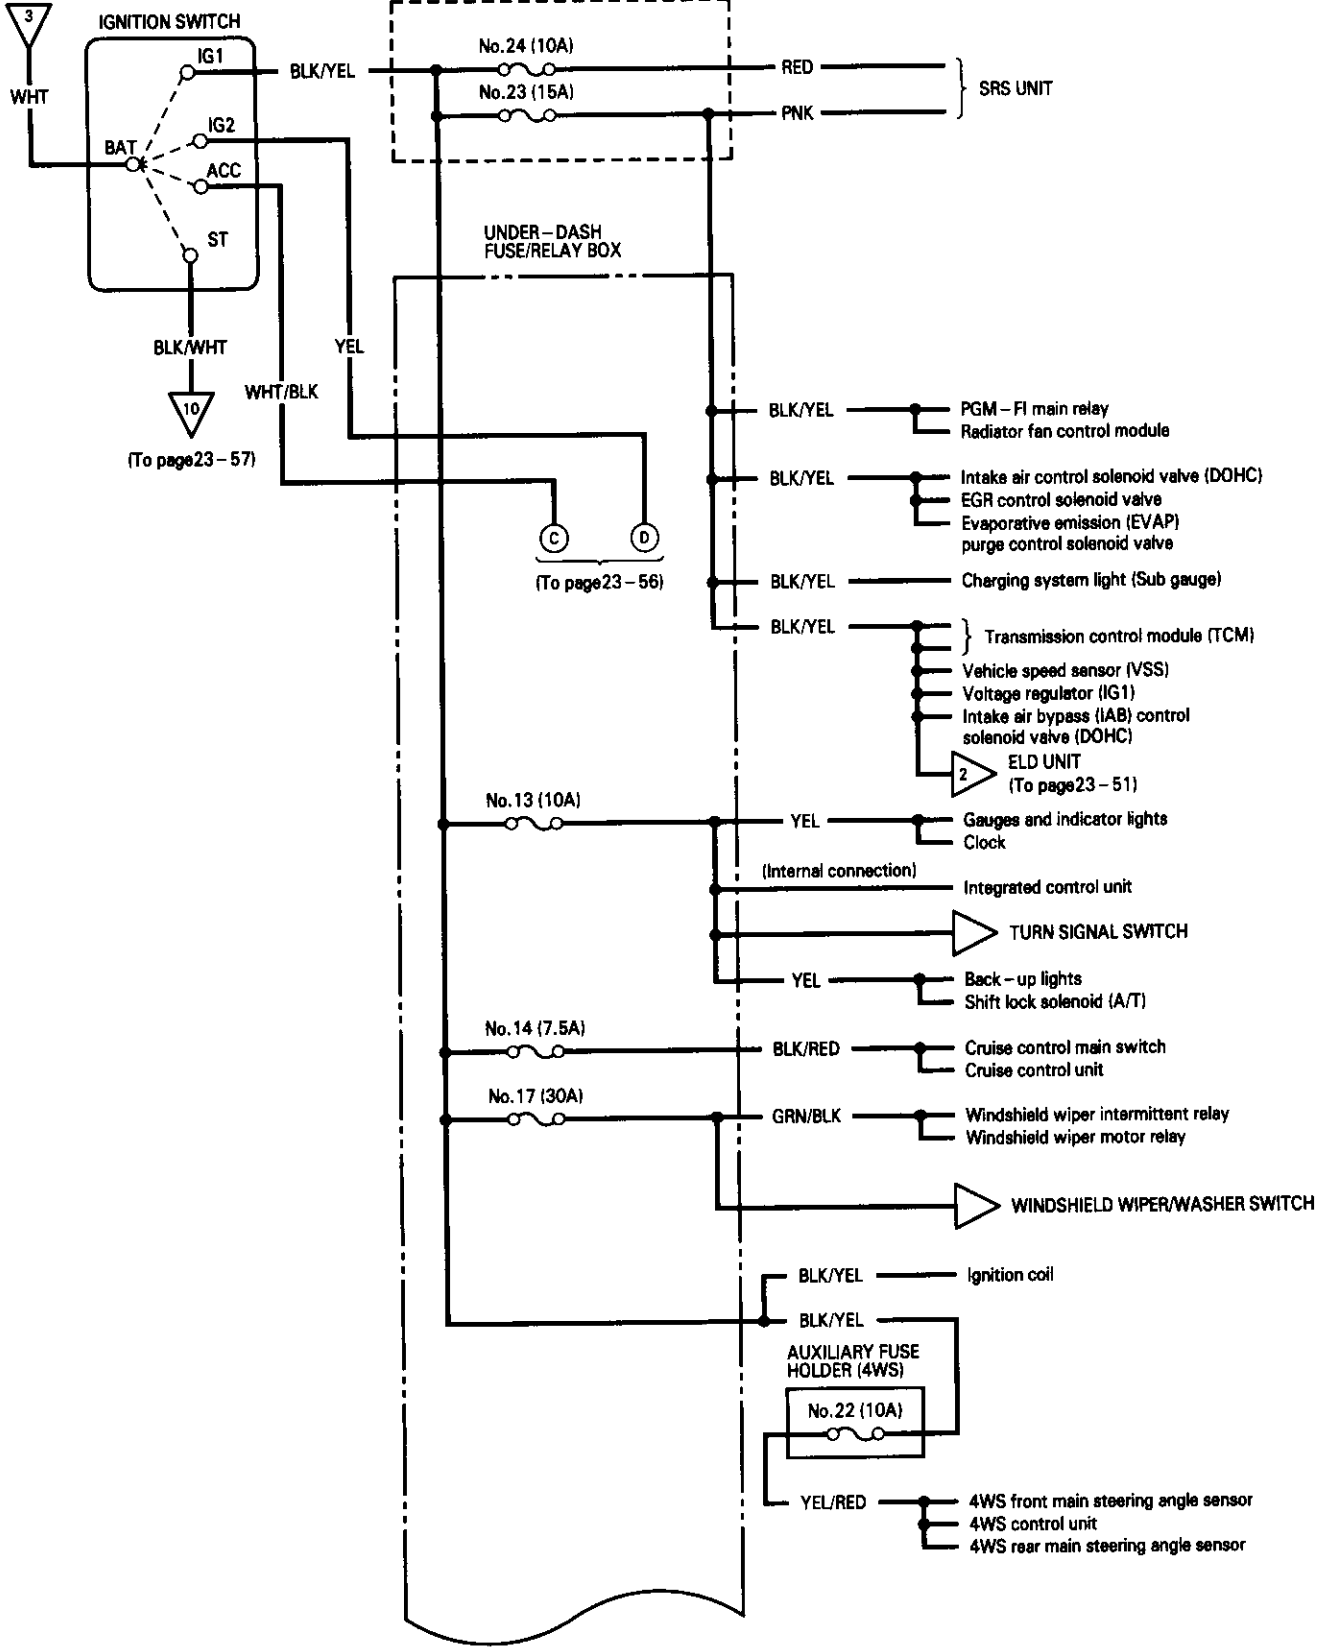 3
IGNITION SWITCH
WHT
IG1
BLK/YEL
No.24 (10A)
RED
SRS UNIT
No.23 (15A)
PNK
BAT
IG2
ACC
ST
UNDER-DASH
FUSE/RELAY BOX
BLK/WHT
YEL
WHT/BLK
10
(To page23-57)
BLK/YEL
PGM-FI main relay
Radiator fan control module
BLK/YEL
Intake air control solenoid valve (DOHC)
EGR control solenoid valve
Evaporative emission (EVAP)
purge control solenoid valve
C
D
(To page23-56)
BLK/YEL
Charging system light (Sub gauge)
BLK/YEL
Transmission control module (TCM)
Vehicle speed sensor (VSS)
Voltage regulator (IG1)
Intake air bypass (IAB) control
solenoid valve (DOHC)
2
ELD UNIT
(To page23-51)
No.13 (10A)
YEL
Gauges and indicator lights
Clock
(Internal connection)
Integrated control unit
TURN SIGNAL SWITCH
YEL
Back-up lights
Shift lock solenoid (A/T)
No.14 (7.5A)
BLK/RED
Cruise control main switch
Cruise control unit
No.17 (30A)
GRN/BLK
Windshield wiper intermittent relay
Windshield wiper motor relay
WINDSHIELD WIPER/WASHER SWITCH
BLK/YEL
Ignition coil
BLK/YEL
AUXILIARY FUSE
HOLDER (4WS)
No.22 (10A)
YEL/RED
4WS front main steering angle sensor
4WS control unit
4WS rear main steering angle sensor